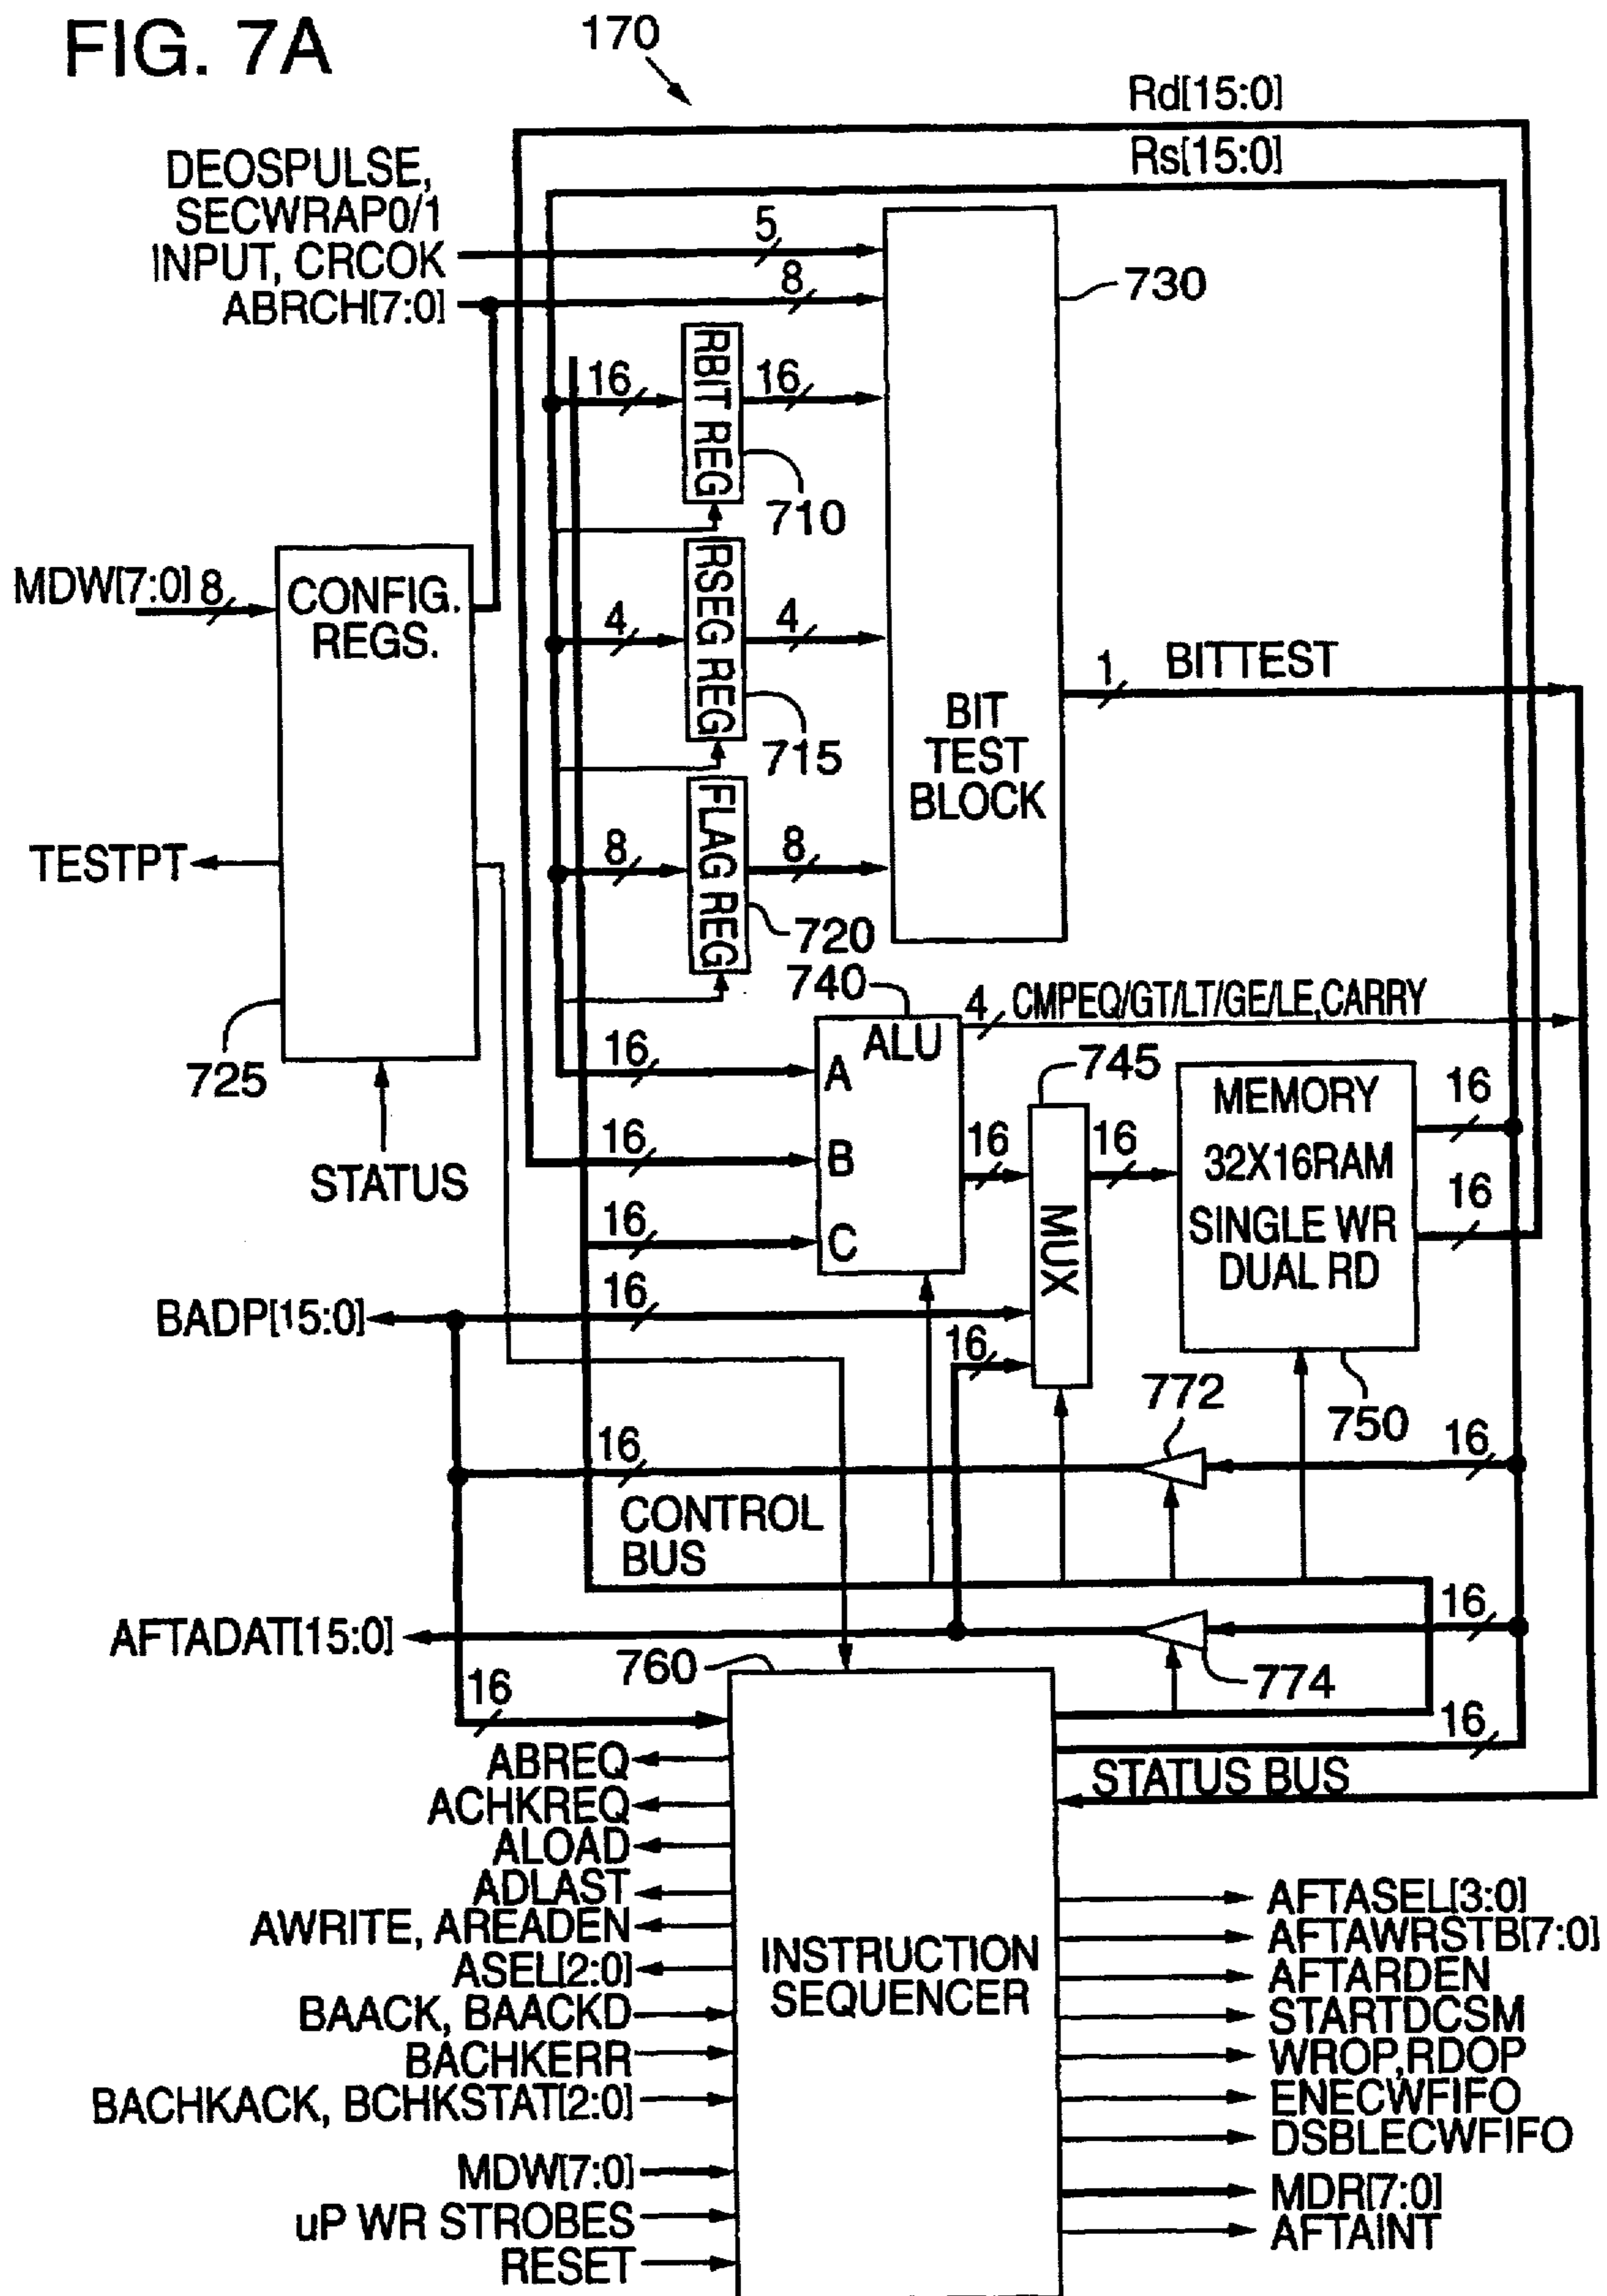 FIG. 7A
170
Rd[15:0]
Rs[15:0]
DEOSPULSE,
SECWRAP0/1
INPUT, CRCOK
ABRCH[7:0]
5
8
730
16
RBIT REG
16
710
MDW[7:0]
8
CONFIG.
REGS.
4
RSEG REG
4
715
1
BITTEST
BIT
TEST
BLOCK
TESTPT
8
FLAG REG
8
720
725
STATUS
740
4
CMPEQ/GT/LT/GE/LE,CARRY
ALU
16
A
16
B
16
C
745
16
MUX
16
MEMORY
32X16RAM
SINGLE WR
DUAL RD
16
16
750
BADP[15:0]
16
16
772
16
16
CONTROL
BUS
AFTADAT[15:0]
16
774
760
16
16
STATUS BUS
INSTRUCTION
SEQUENCER
ABREQ
ACHKREQ
ALOAD
ADLAST
AWRITE, AREADEN
ASEL[2:0]
BAACK, BAACKD
BACHKERR
BACHKACK, BCHKSTAT[2:0]
MDW[7:0]
uP WR STROBES
RESET
AFTASEL[3:0]
AFTAWRSTB[7:0]
AFTARDEN
STARTDCSM
WROP,RDOP
ENECWFIFO
DSBLECWFIFO
MDR[7:0]
AFTAINT